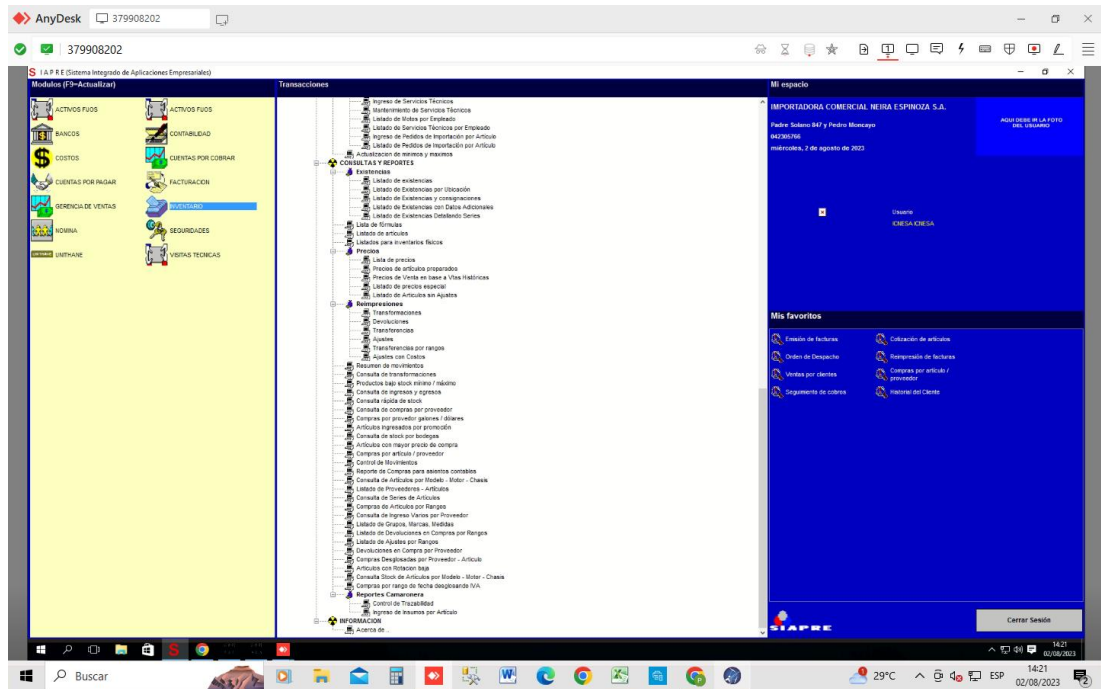 AnyDesk 379908202
379908202
S I A P R E (Sistema Integrado de Aplicaciones Empresariales)
Modulos (F9=Actualizar)
ACTIVOS FIJOS ACTIVOS FIJOS
BANCOS CONTABILIDAD
COSTOS CUENTAS POR COBRAR
CUENTAS POR PAGAR FACTURACION
GERENCIA DE VENTAS INVENTARIO
NOMINA SEGURIDADES
UNITHANE VISITAS TECNICAS
Transacciones
Ingreso de Servicios Técnicos
Mantenimiento de Servicios Técnicos
Listado de Motos por Empleado
Listado de Servicios Técnicos por Empleado
Ingreso de Pedidos de Importación por Artículo
Listado de Pedidos de Importación por Artículo
Actualizacion de minimos y maximos
CONSULTAS Y REPORTES
Existencias
Listado de existencias
Listado de Existencias por Ubicación
Listado de Existencias y consignaciones
Listado de Existencias con Datos Adicionales
Listado de Existencias Detallando Series
Lista de fórmulas
Listado de artículos
Listados para inventarios físicos
Precios
Lista de precios
Precios de artículos preparados
Precios de Venta en base a Vtas Históricas
Listado de precios especial
Listado de Articulos sin Ajustes
Reimpresiones
Transformaciones
Devoluciones
Transferencias
Ajustes
Transferencias por rangos
Ajustes con Costos
Resumen de movimientos
Consulta de transformaciones
Productos bajo stock mínimo / máximo
Consulta de ingresos y egresos
Consulta rápida de stock
Consulta de compras por proveedor
Compras por provedor galones / dólares
Artículos ingresados por promoción
Consulta de stock por bodegas
Artículos con mayor precio de compra
Compras por artículo / proveedor
Control de Movimientos
Reporte de Compras para asientos contables
Consulta de Artículos por Modelo - Motor - Chasis
Listado de Proveedores - Artículos
Consulta de Series de Artículos
Compras de Articulos por Rangos
Consulta de Ingreso Varios por Proveedor
Listado de Grupos, Marcas, Medidas
Listado de Devoluciones en Compras por Rangos
Listado de Ajustes por Rangos
Devoluciones en Compra por Proveedor
Compras Desglosadas por Proveedor - Articulo
Articulos con Rotacion baja
Consulta Stock de Artículos por Modelo - Motor - Chasis
Compras por rango de fecha desglosando IVA
Reportes Camaronera
Control de Trazabilidad
Ingreso de Insumos por Artículo
INFORMACION
Acerca de...
Mi espacio
IMPORTADORA COMERCIAL NEIRA ESPINOZA S.A.
Padre Solano 847 y Pedro Moncayo
042305766
miércoles, 2 de agosto de 2023
AQUI DEBE IR LA FOTO
DEL USUARIO
Usuario
ICNESA ICNESA
Mis favoritos
Emisión de facturas Cotización de artículos
Orden de Despacho Reimpresión de facturas
Ventas por clientes Compras por artículo / proveedor
Seguimiento de cobros Historial del Cliente
SIAPRE
Cerrar Sesión
14:21
02/08/2023
Buscar
29°C ESP 14:21
02/08/2023